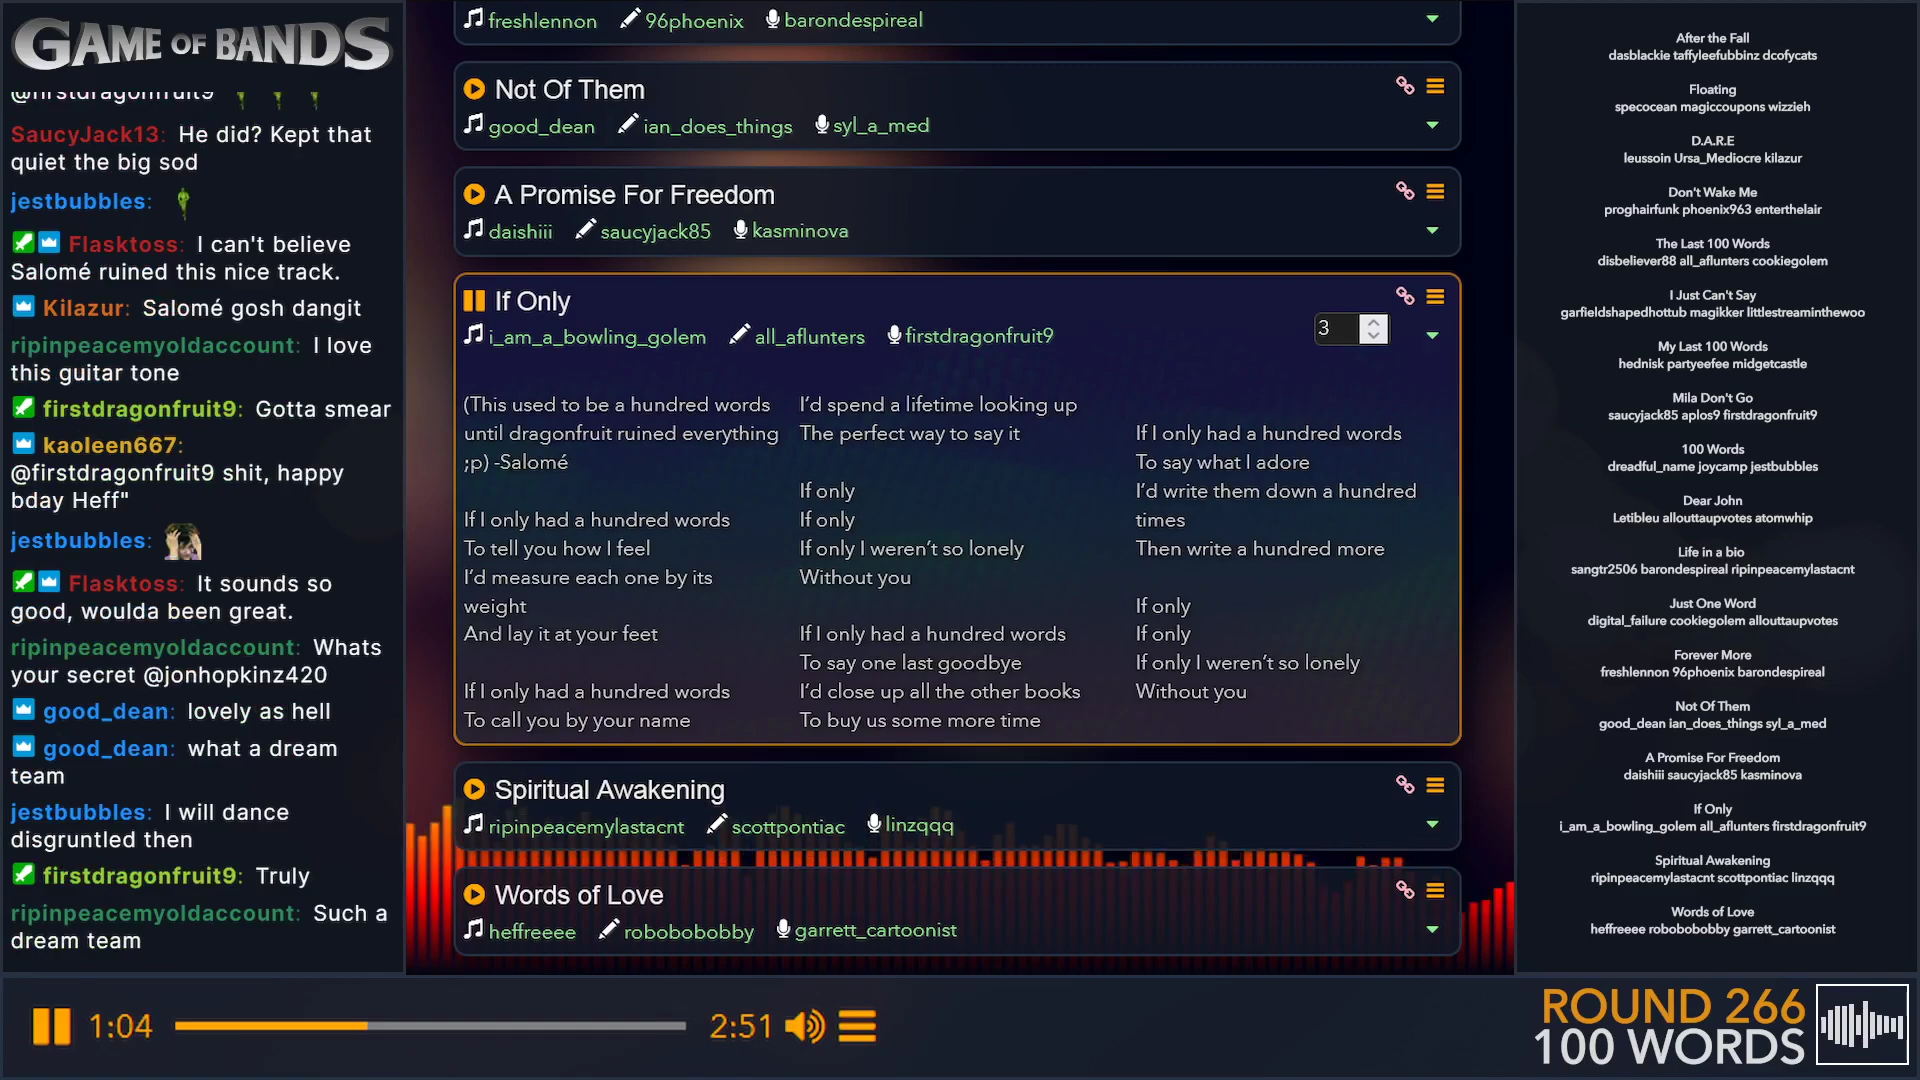 GAME OF BANDS
@firstdragonfruit9
SaucyJack13: He did? Kept that
quiet the big sod
jestbubbles:
Flasktoss: I can't believe
Salomé ruined this nice track.
Kilazur: Salomé gosh dangit
ripinpeacemyoldaccount: I love
this guitar tone
firstdragonfruit9: Gotta smear
kaoleen667:
@firstdragonfruit9 shit, happy
bday Heff"
jestbubbles:
Flasktoss: It sounds so
good, woulda been great.
ripinpeacemyoldaccount: Whats
your secret @jonhopkinz420
good_dean: lovely as hell
good_dean: what a dream
team
jestbubbles: I will dance
disgruntled then
firstdragonfruit9: Truly
ripinpeacemyoldaccount: Such a
dream team
freshlennon 96phoenix barondespireal
Not Of Them
good_dean ian_does_things syl_a_med
A Promise For Freedom
daishiii saucyjack85 kasminova
If Only
i_am_a_bowling_golem all_aflunters firstdragonfruit9
3
(This used to be a hundred words
until dragonfruit ruined everything
;p) -Salomé
If I only had a hundred words
To tell you how I feel
I'd measure each one by its
weight
And lay it at your feet
If I only had a hundred words
To call you by your name
I'd spend a lifetime looking up
The perfect way to say it
If only
If only
If only I weren't so lonely
Without you
If I only had a hundred words
To say one last goodbye
I'd close up all the other books
To buy us some more time
If I only had a hundred words
To say what I adore
I'd write them down a hundred
times
Then write a hundred more
If only
If only
If only I weren't so lonely
Without you
Spiritual Awakening
ripinpeacemylastacnt scottpontiac linzqqq
Words of Love
heffreeee robobobobby garrett_cartoonist
After the Fall
dasblackie taffyleefubbinz dcofycats
Floating
specocean magiccoupons wizzieh
D.A.R.E
leussoin Ursa_Mediocre kilazur
Don't Wake Me
proghairfunk phoenix963 enterthelair
The Last 100 Words
disbeliever88 all_aflunters cookiegolem
I Just Can't Say
garfieldshapedhottub magikker littlestreaminthewoo
My Last 100 Words
hednisk partyeefee midgetcastle
Mila Don't Go
saucyjack85 aplos9 firstdragonfruit9
100 Words
dreadful_name joycamp jestbubbles
Dear John
Letibleu allouttaupvotes atomwhip
Life in a bio
sangtr2506 barondespireal ripinpeacemylastacnt
Just One Word
digital_failure cookiegolem allouttaupvotes
Forever More
freshlennon 96phoenix barondespireal
Not Of Them
good_dean ian_does_things syl_a_med
A Promise For Freedom
daishiii saucyjack85 kasminova
If Only
i_am_a_bowling_golem all_aflunters firstdragonfruit9
Spiritual Awakening
ripinpeacemylastacnt scottpontiac linzqqq
Words of Love
heffreeee robobobobby garrett_cartoonist
1:04
2:51
ROUND 266
100 WORDS